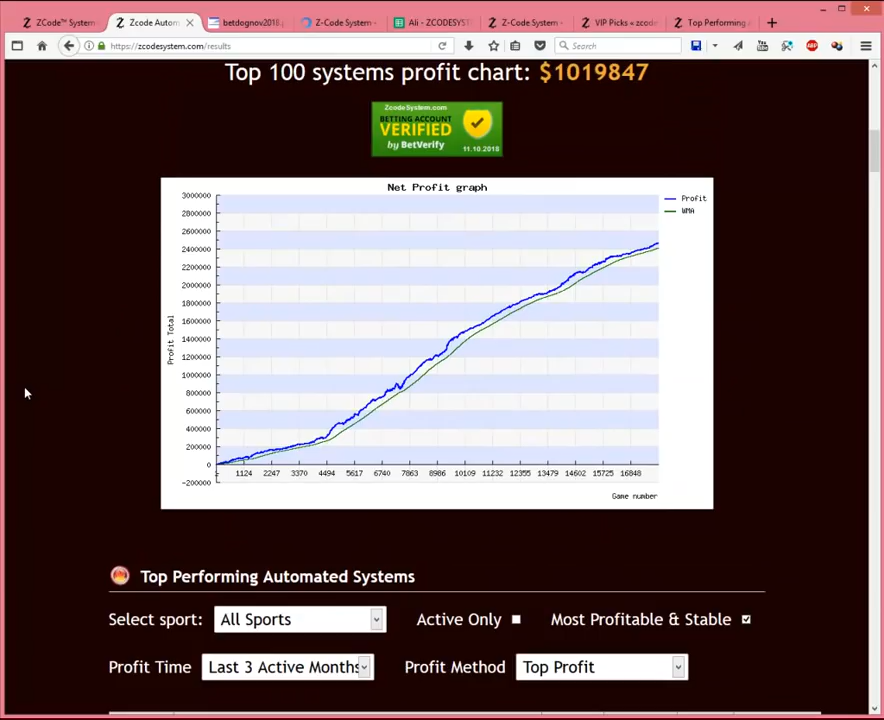 ZCode™ System
Zcode Autom
betdognov2018.
Z-Code System -
Ali - ZCODESYST
Z-Code System -
VIP Picks « zcode
Top Performing A
https://zcodesystem.com/results
Search
Top 100 systems profit chart: $1019847
ZcodeSystem.com
BETTING ACCOUNT
VERIFIED
by BetVerify
11.10.2018
Net Profit graph
Profit
WMA
3000000
2800000
2600000
2400000
2200000
2000000
1800000
1600000
1400000
1200000
1000000
800000
600000
400000
200000
0
-200000
Profit Total
1124 2247 3370 4494 5617 6740 7863 8986 10109 11232 12355 13479 14602 15725 16848
Game number
Top Performing Automated Systems
Select sport: All Sports Active Only Most Profitable & Stable
Profit Time Last 3 Active Months Profit Method Top Profit